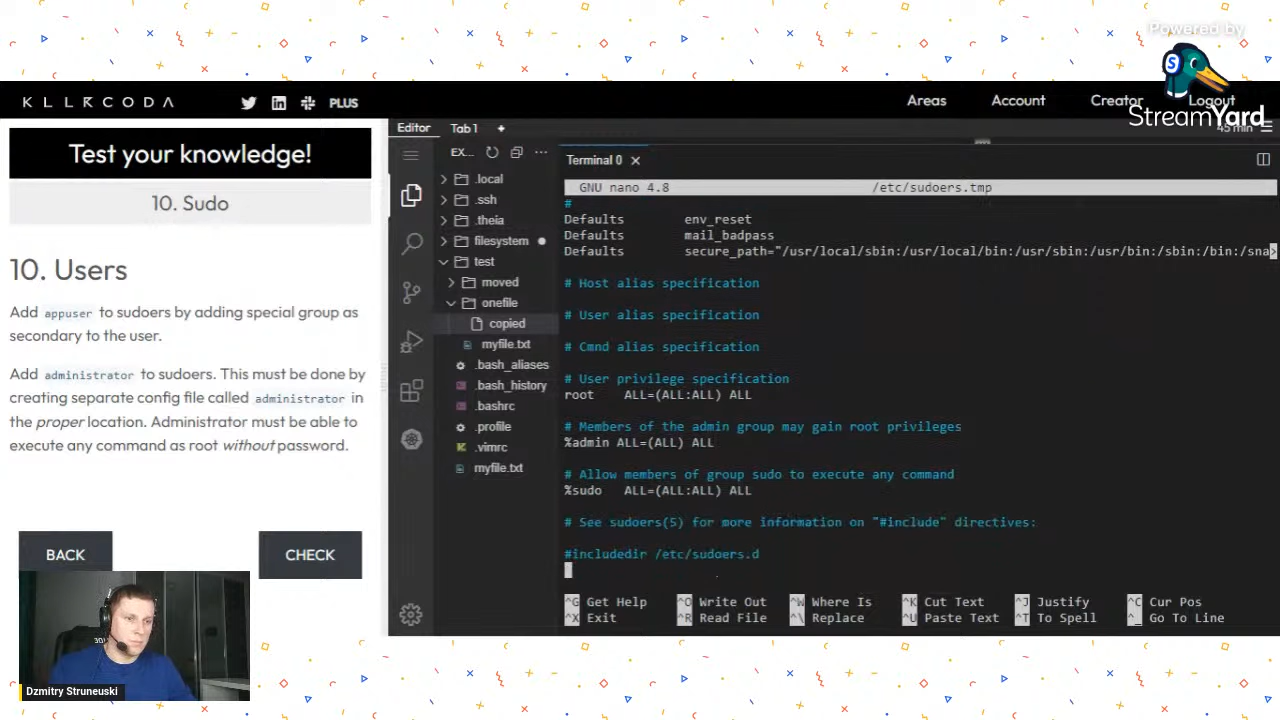 Powered by
StreamYard
KLLRCODA
PLUS
Areas
Account
Creator
Logout
45 min
Test your knowledge!
10. Sudo
10. Users
Add appuser to sudoers by adding special group as
secondary to the user.
Add administrator to sudoers. This must be done by
creating separate config file called administrator in
the proper location. Administrator must be able to
execute any command as root without password.
BACK
CHECK
Dzmitry Struneuski
Editor
Tab 1
EX...
.local
.ssh
.theia
filesystem
test
moved
onefile
copied
myfile.txt
.bash_aliases
.bash_history
.bashrc
.profile
.vimrc
myfile.txt
Terminal 0
GNU nano 4.8 /etc/sudoers.tmp
#
Defaults env_reset
Defaults mail_badpass
Defaults secure_path="/usr/local/sbin:/usr/local/bin:/usr/sbin:/usr/bin:/sbin:/bin:/sna>
# Host alias specification
# User alias specification
# Cmnd alias specification
# User privilege specification
root ALL=(ALL:ALL) ALL
# Members of the admin group may gain root privileges
%admin ALL=(ALL) ALL
# Allow members of group sudo to execute any command
%sudo ALL=(ALL:ALL) ALL
# See sudoers(5) for more information on "#include" directives:
#includedir /etc/sudoers.d
^G Get Help ^O Write Out ^W Where Is ^K Cut Text ^J Justify ^C Cur Pos
^X Exit ^R Read File ^\ Replace ^U Paste Text ^T To Spell ^_ Go To Line